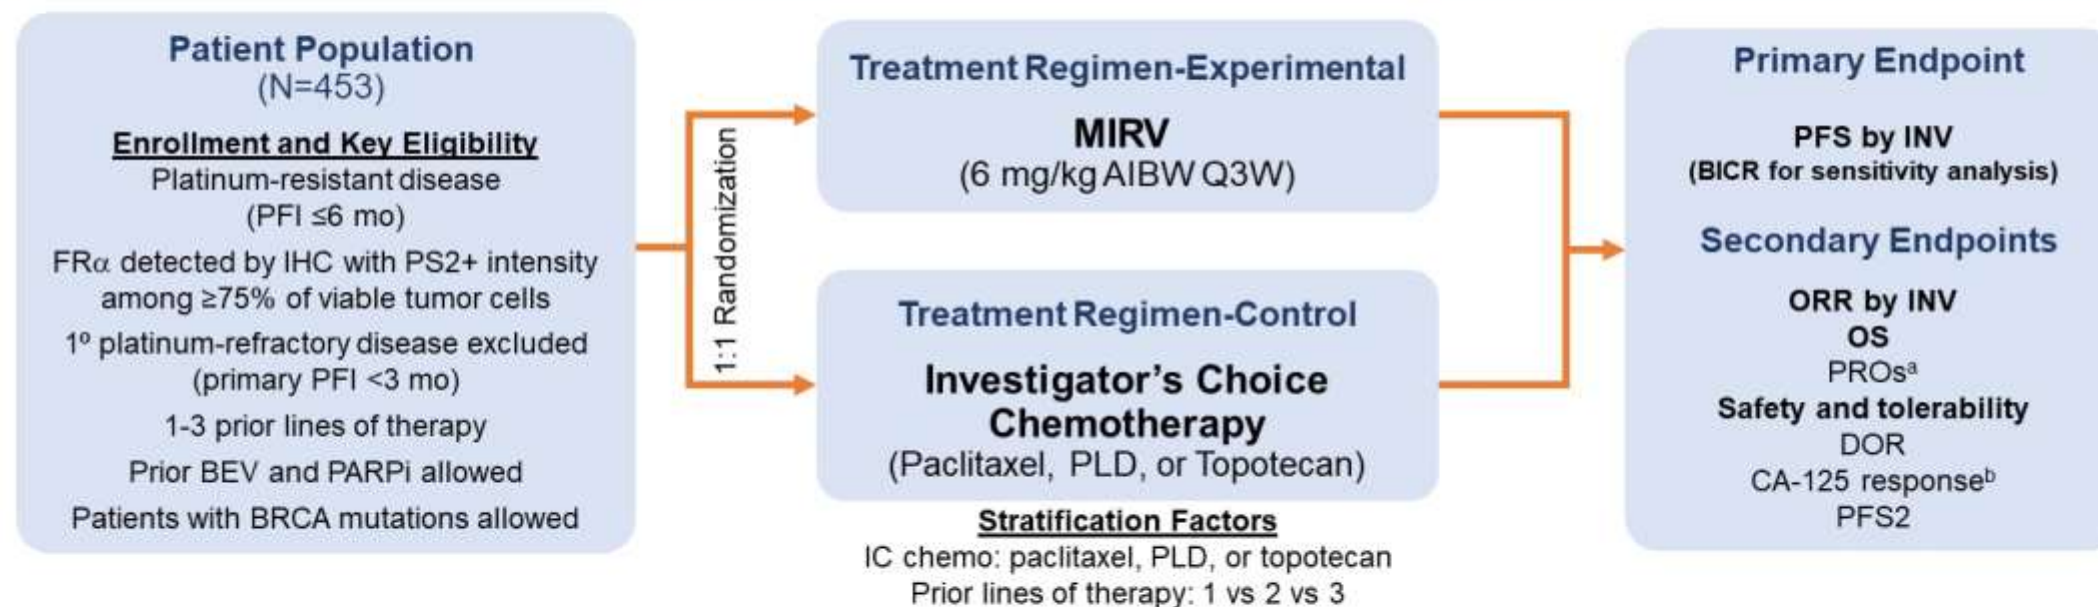 Patient Population
(N=453)
Enrollment and Key Eligibility
Platinum-resistant disease
(PFI ≤6 mo)
FRα detected by IHC with PS2+ intensity
among ≥75% of viable tumor cells
1º platinum-refractory disease excluded
(primary PFI <3 mo)
1-3 prior lines of therapy
Prior BEV and PARPi allowed
Patients with BRCA mutations allowed
1:1 Randomization
Treatment Regimen-Experimental
MIRV
(6 mg/kg AIBW Q3W)
Treatment Regimen-Control
Investigator’s Choice
Chemotherapy
(Paclitaxel, PLD, or Topotecan)
Stratification Factors
IC chemo: paclitaxel, PLD, or topotecan
Prior lines of therapy: 1 vs 2 vs 3
Primary Endpoint
PFS by INV
(BICR for sensitivity analysis)
Secondary Endpoints
ORR by INV
OS
PROsᵃ
Safety and tolerability
DOR
CA-125 responseᵇ
PFS2